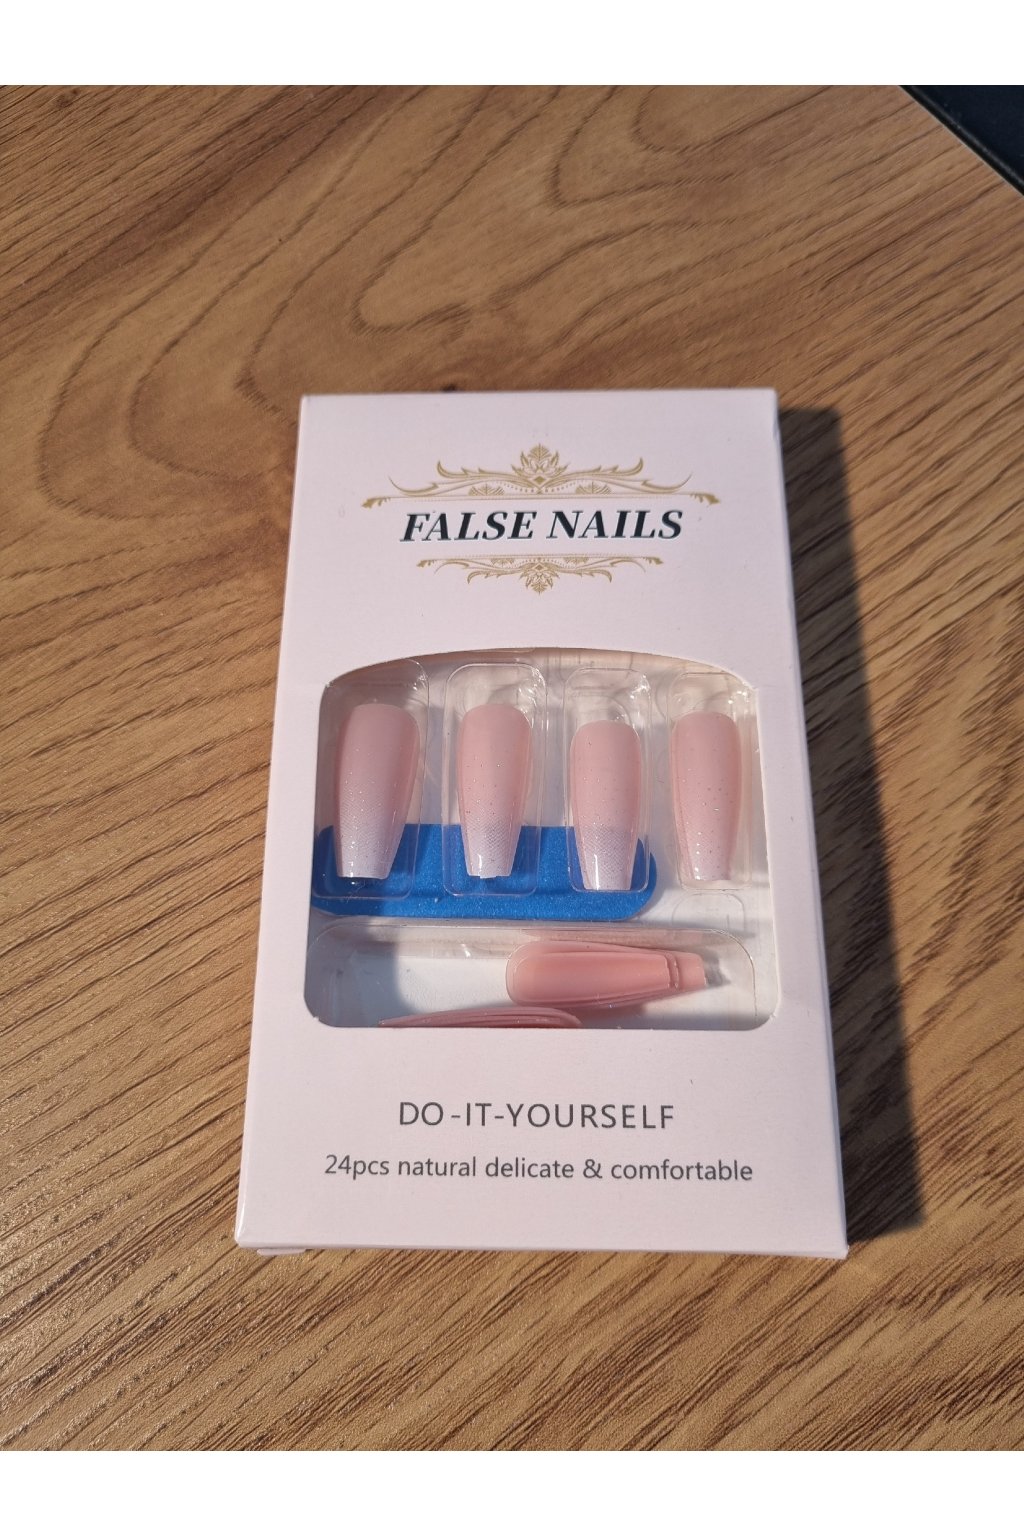 FALSE NAILS
DO-IT-YOURSELF
24pcs natural delicate & comfortable